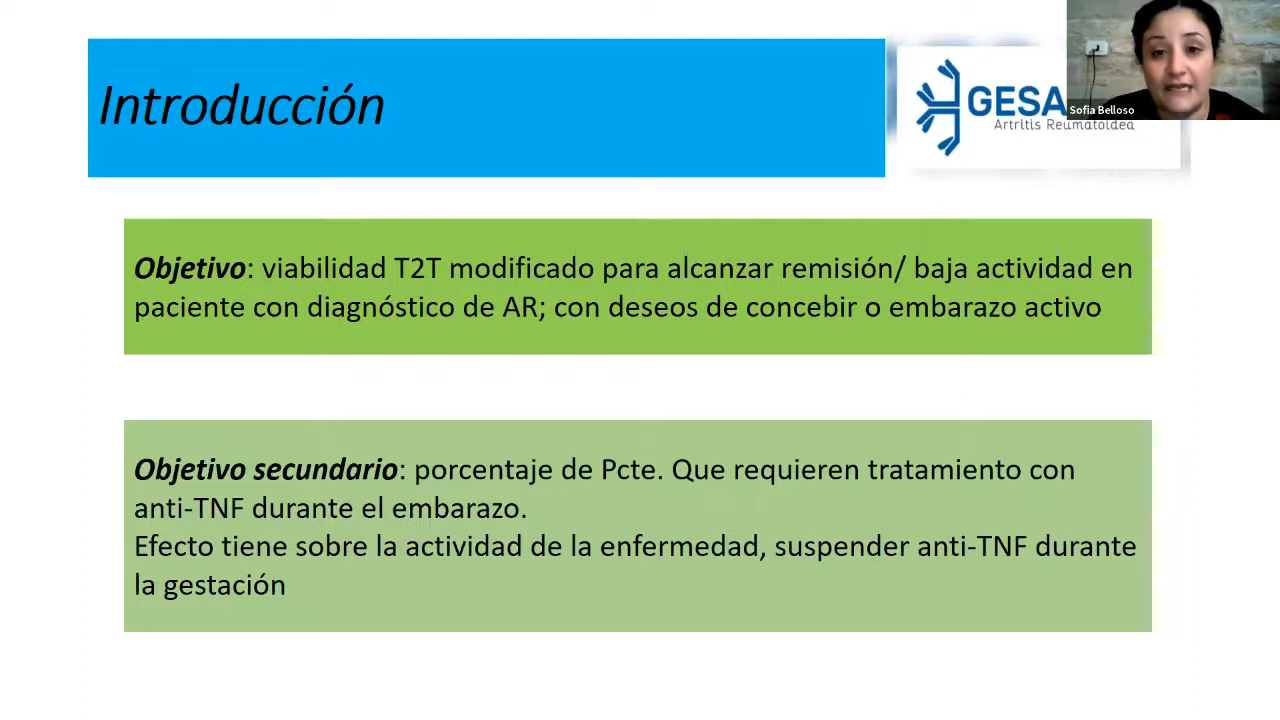 Introducción
GESA
Artritis Reumatoidea
Sofia Belloso
Objetivo: viabilidad T2T modificado para alcanzar remisión/ baja actividad en
paciente con diagnóstico de AR; con deseos de concebir o embarazo activo
Objetivo secundario: porcentaje de Pcte. Que requieren tratamiento con
anti-TNF durante el embarazo.
Efecto tiene sobre la actividad de la enfermedad, suspender anti-TNF durante
la gestación